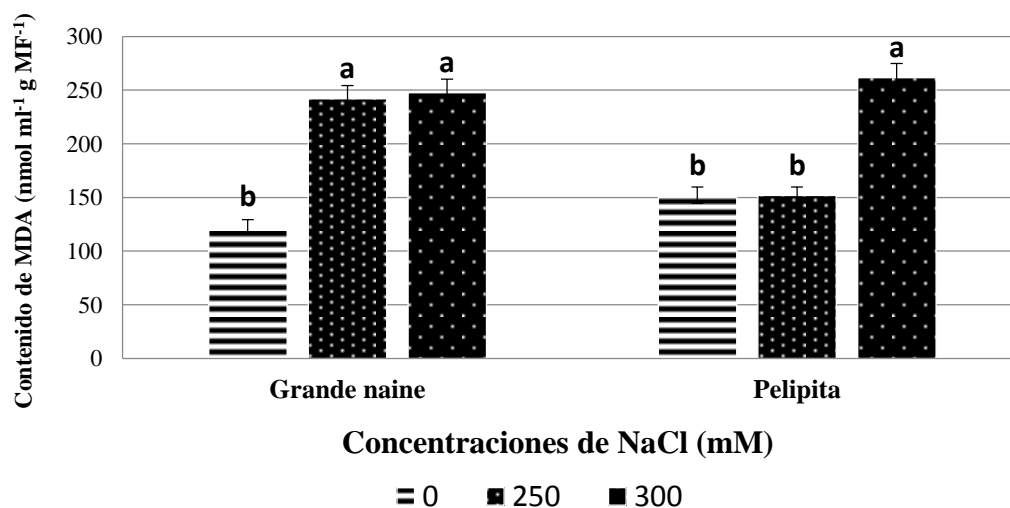 Contenido de MDA (nmol ml⁻¹ g MF⁻¹)
300
250
200
150
100
50
0
b
a
a
b
b
a
Grande naine
Pelipita
Concentraciones de NaCl (mM)
0 250 300